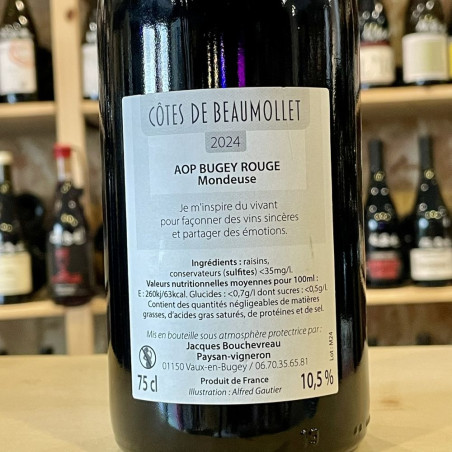 CÔTES DE BEAUMOLLET
2024
AOP BUGEY ROUGE
Mondeuse
Je m'inspire du vivant
pour façonner des vins sincères
et partager des émotions.
Ingrédients : raisins,
conservateurs (sulfites) <35mg/l.
Valeurs nutritionnelles moyennes pour 100ml :
E : 260kj/63kcal. Glucides : <0,7g/l dont sucres : <0,5g/l.
Contient des quantités négligeables de matières
grasses, d'acides gras saturés, de protéines et de sel.
Mis en bouteille sous atmosphère protectrice par :
Jacques Bouchevreau
Paysan-vigneron
01150 Vaux-en-Bugey / 06.70.35.65.81
75 cl
Produit de France
10,5 %
Illustration : Alfred Gautier
Lot : M24